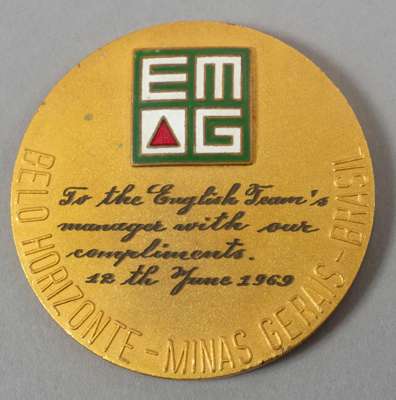 EM
G
To the English Team's
manager with our
compliments.
12 th June 1969
BELO HORIZONTE - MINAS GERAIS - BRASIL